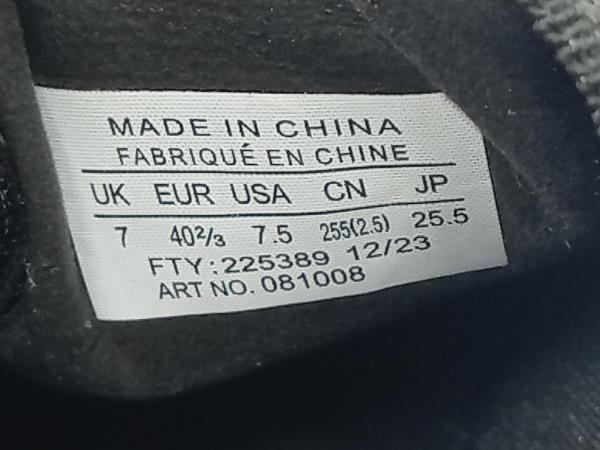 MADE IN CHINA
FABRIQUÉ EN CHINE
UK EUR USA CN JP
7 40⅔ 7.5 255(2.5) 25.5
FTY:225389 12/23
ART NO. 081008